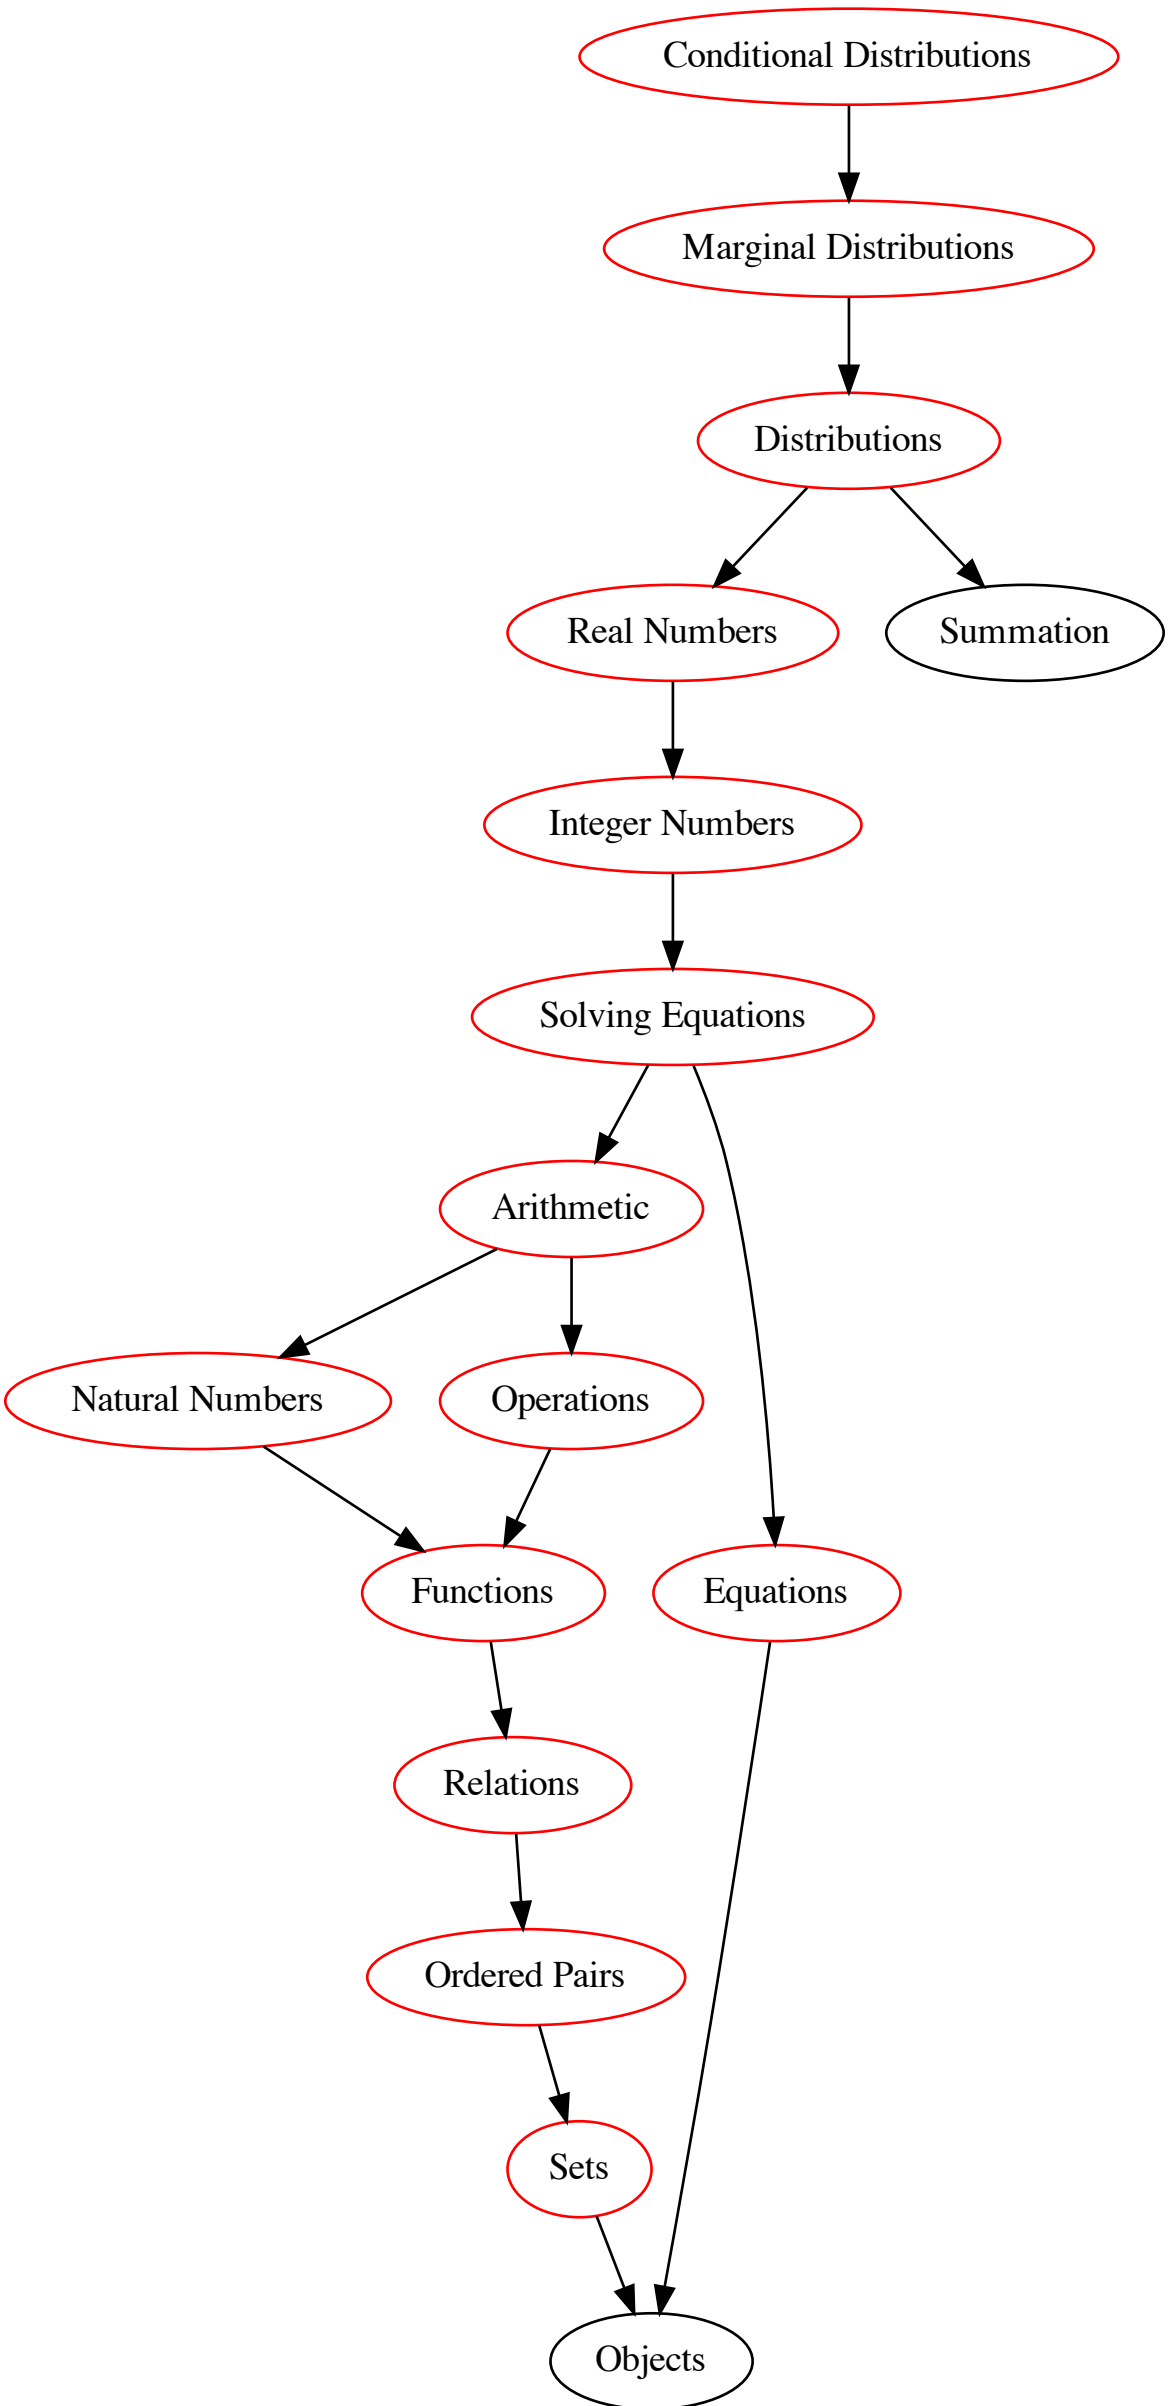 Conditional Distributions
Marginal Distributions
Distributions
Real Numbers
Summation
Integer Numbers
Solving Equations
Arithmetic
Natural Numbers
Operations
Functions
Equations
Relations
Ordered Pairs
Sets
Objects